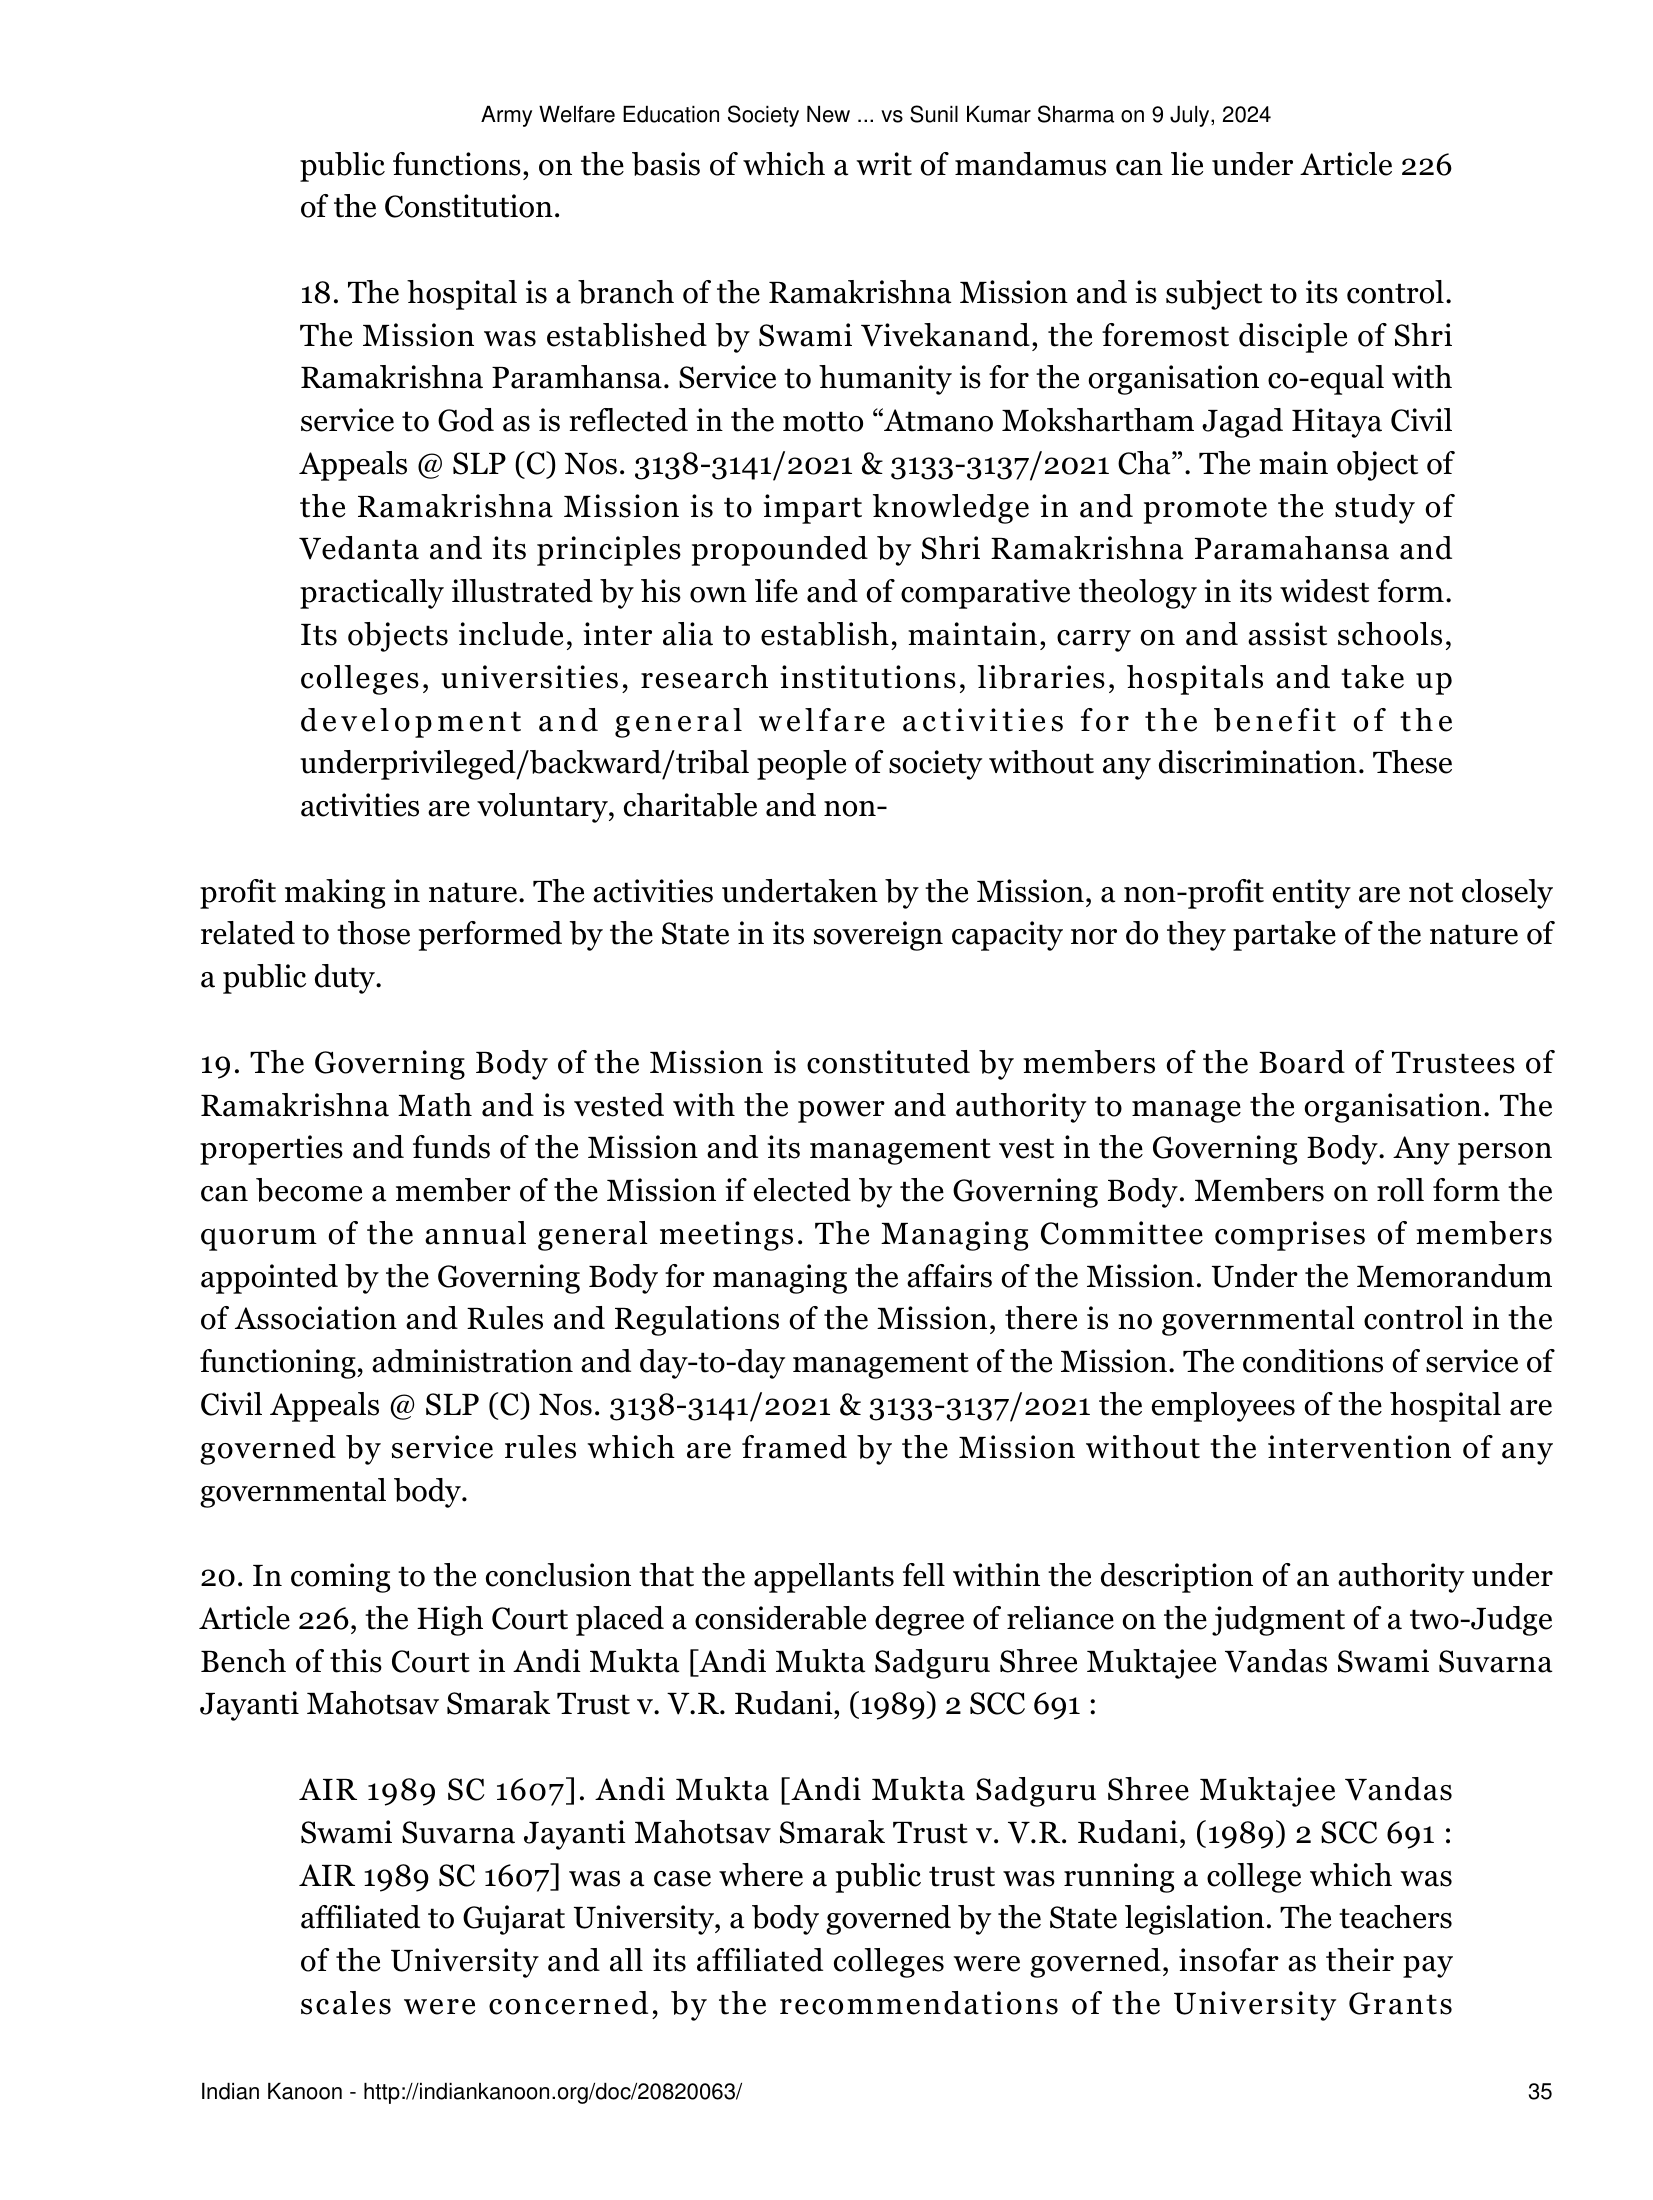 Army Welfare Education Society New ... vs Sunil Kumar Sharma on 9 July, 2024
public functions, on the basis of which a writ of mandamus can lie under Article 226
of the Constitution.
18. The hospital is a branch of the Ramakrishna Mission and is subject to its control.
The Mission was established by Swami Vivekanand, the foremost disciple of Shri
Ramakrishna Paramhansa. Service to humanity is for the organisation co-equal with
service to God as is reflected in the motto “Atmano Mokshartham Jagad Hitaya Civil
Appeals @ SLP (C) Nos. 3138-3141/2021 & 3133-3137/2021 Cha”. The main object of
the Ramakrishna Mission is to impart knowledge in and promote the study of
Vedanta and its principles propounded by Shri Ramakrishna Paramahansa and
practically illustrated by his own life and of comparative theology in its widest form.
Its objects include, inter alia to establish, maintain, carry on and assist schools,
colleges, universities, research institutions, libraries, hospitals and take up
development and general welfare activities for the benefit of the
underprivileged/backward/tribal people of society without any discrimination. These
activities are voluntary, charitable and non-
profit making in nature. The activities undertaken by the Mission, a non-profit entity are not closely
related to those performed by the State in its sovereign capacity nor do they partake of the nature of
a public duty.
19. The Governing Body of the Mission is constituted by members of the Board of Trustees of
Ramakrishna Math and is vested with the power and authority to manage the organisation. The
properties and funds of the Mission and its management vest in the Governing Body. Any person
can become a member of the Mission if elected by the Governing Body. Members on roll form the
quorum of the annual general meetings. The Managing Committee comprises of members
appointed by the Governing Body for managing the affairs of the Mission. Under the Memorandum
of Association and Rules and Regulations of the Mission, there is no governmental control in the
functioning, administration and day-to-day management of the Mission. The conditions of service of
Civil Appeals @ SLP (C) Nos. 3138-3141/2021 & 3133-3137/2021 the employees of the hospital are
governed by service rules which are framed by the Mission without the intervention of any
governmental body.
20. In coming to the conclusion that the appellants fell within the description of an authority under
Article 226, the High Court placed a considerable degree of reliance on the judgment of a two-Judge
Bench of this Court in Andi Mukta [Andi Mukta Sadguru Shree Muktajee Vandas Swami Suvarna
Jayanti Mahotsav Smarak Trust v. V.R. Rudani, (1989) 2 SCC 691 :
AIR 1989 SC 1607]. Andi Mukta [Andi Mukta Sadguru Shree Muktajee Vandas
Swami Suvarna Jayanti Mahotsav Smarak Trust v. V.R. Rudani, (1989) 2 SCC 691 :
AIR 1989 SC 1607] was a case where a public trust was running a college which was
affiliated to Gujarat University, a body governed by the State legislation. The teachers
of the University and all its affiliated colleges were governed, insofar as their pay
scales were concerned, by the recommendations of the University Grants
Indian Kanoon - http://indiankanoon.org/doc/20820063/ 35